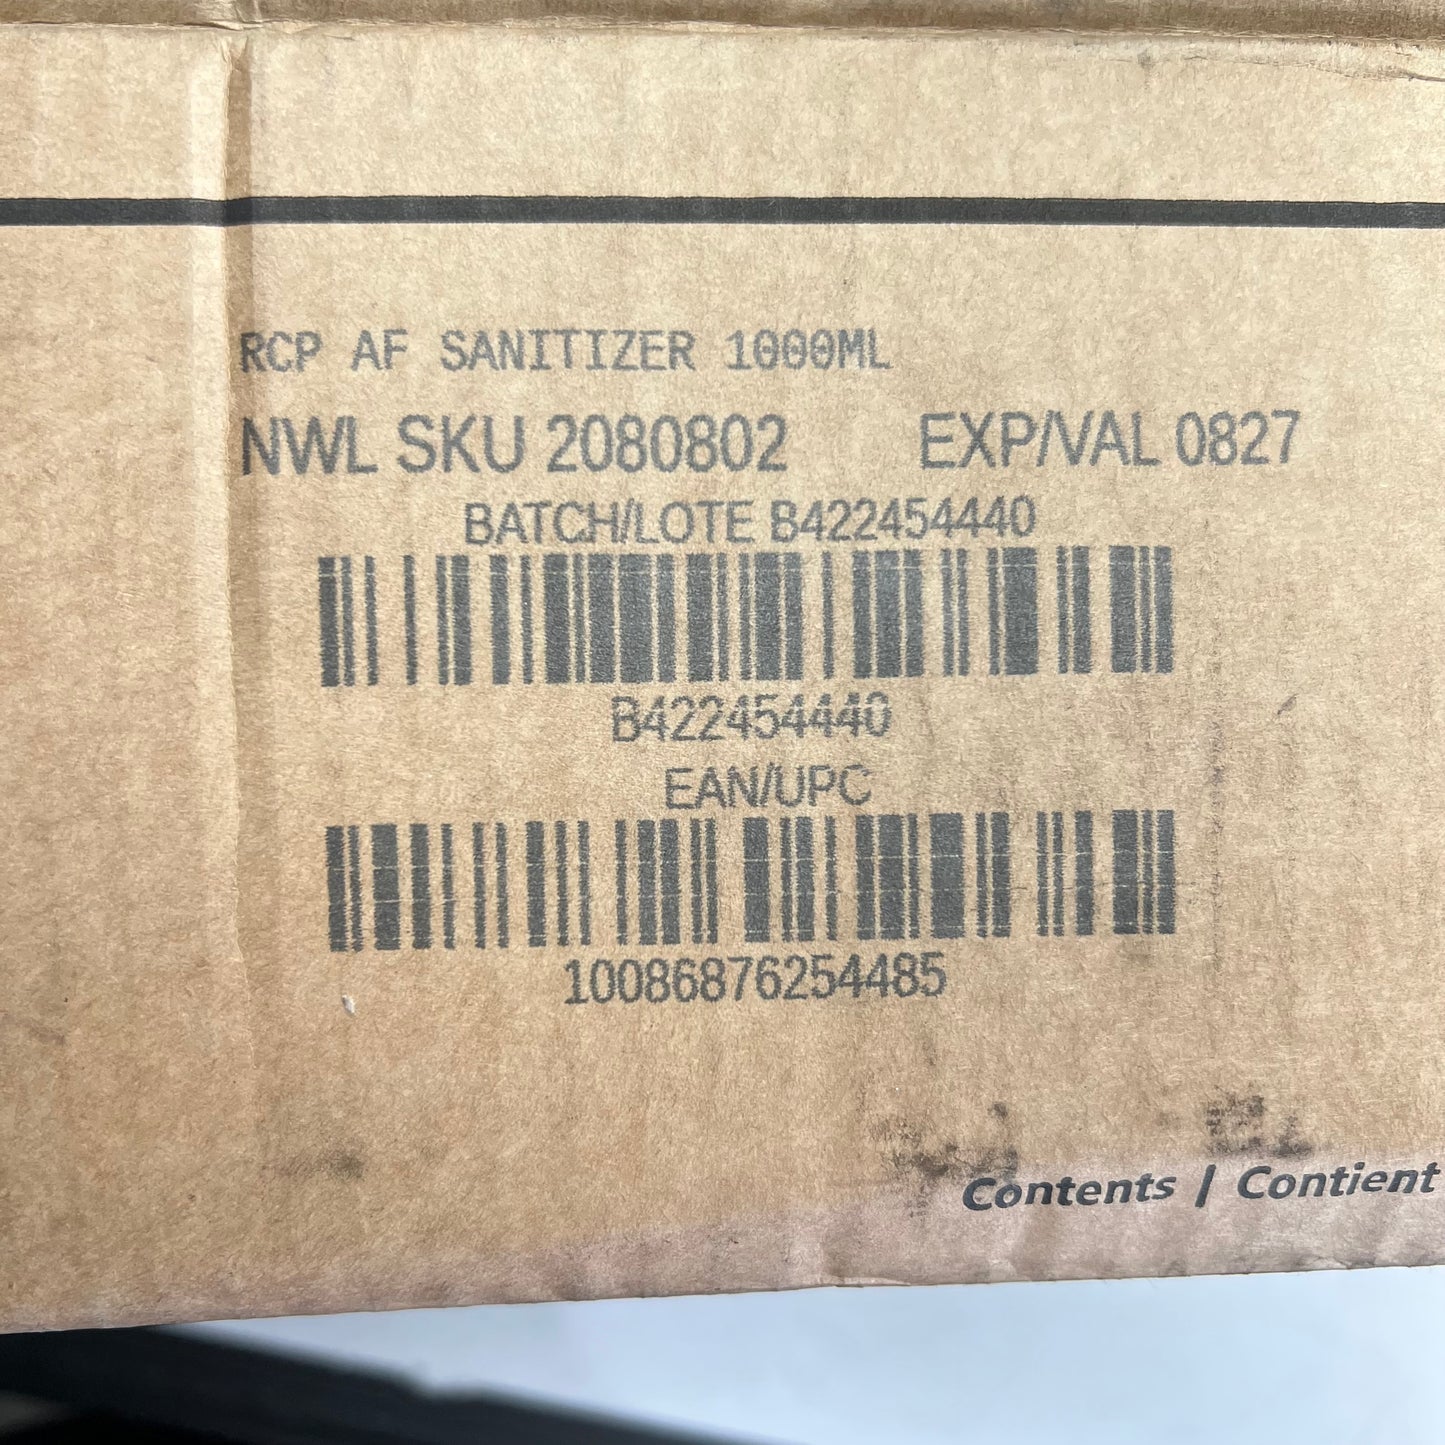 RCP AF SANITIZER 1000ML
NWL SKU 2080802 EXP/VAL 0827
BATCH/LOTE B422454440
B422454440
EAN/UPC
10086876254485
Contents / Contient